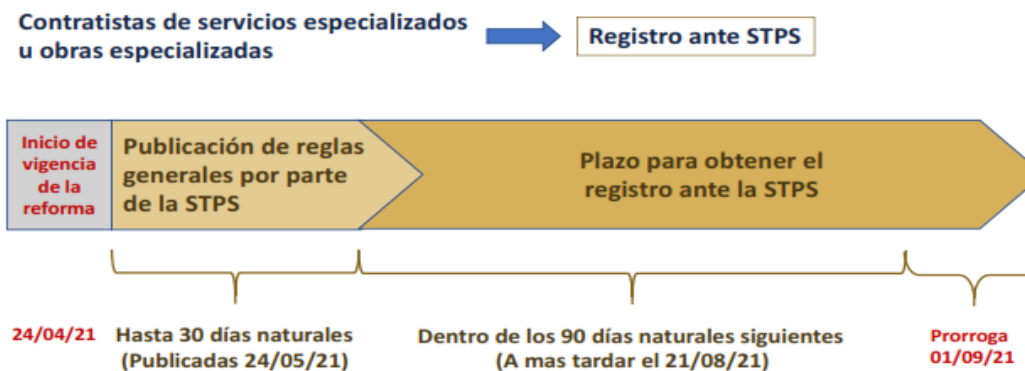 Contratistas de servicios especializados
u obras especializadas
Registro ante STPS
Inicio de
vigencia
de la
reforma
Publicación de reglas
generales por parte
de la STPS
Plazo para obtener el
registro ante la STPS
24/04/21
Hasta 30 días naturales
(Publicadas 24/05/21)
Dentro de los 90 días naturales siguientes
(A mas tardar el 21/08/21)
Prorroga
01/09/21